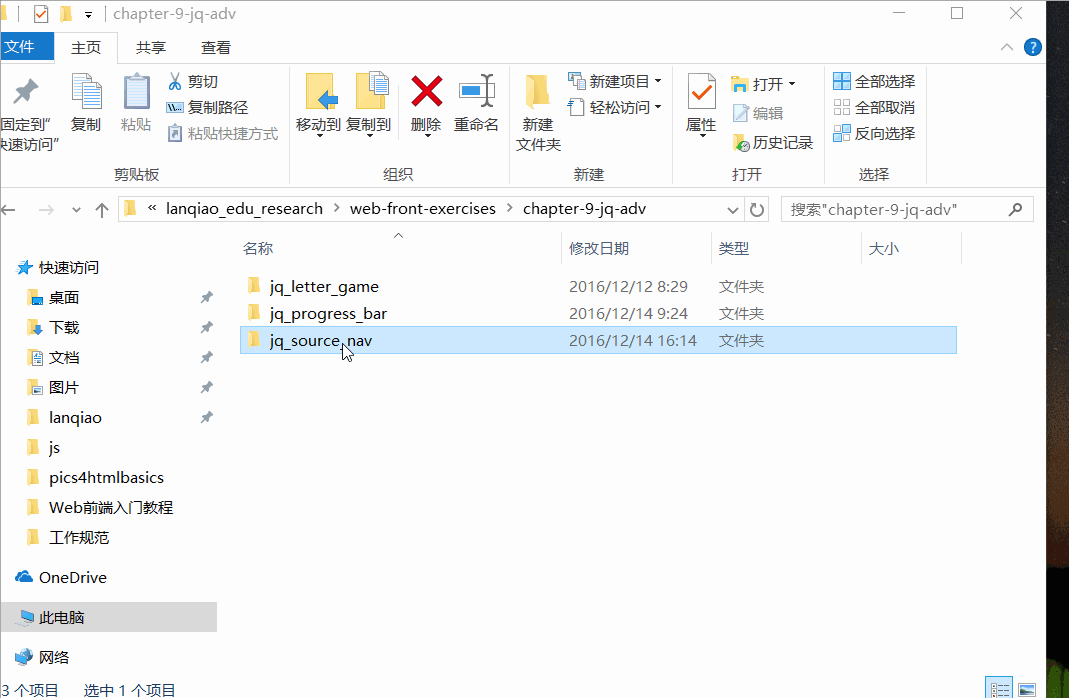 chapter-9-jq-adv
文件 主页 共享 查看
固定到"快速访问"
复制
粘贴
剪切
复制路径
粘贴快捷方式
剪贴板
移动到
复制到
删除
重命名
组织
新建
文件夹
新建项目
轻松访问
新建
属性
打开
编辑
历史记录
打开
全部选择
全部取消
反向选择
选择
« lanqiao_edu_research > web-front-exercises > chapter-9-jq-adv
搜索"chapter-9-jq-adv"
名称 修改日期 类型 大小
jq_letter_game 2016/12/12 8:29 文件夹
jq_progress_bar 2016/12/14 9:24 文件夹
jq_source_nav 2016/12/14 16:14 文件夹
快速访问
桌面
下载
文档
图片
lanqiao
js
pics4htmlbasics
Web前端入门教程
工作规范
OneDrive
此电脑
网络
3 个项目 选中 1 个项目